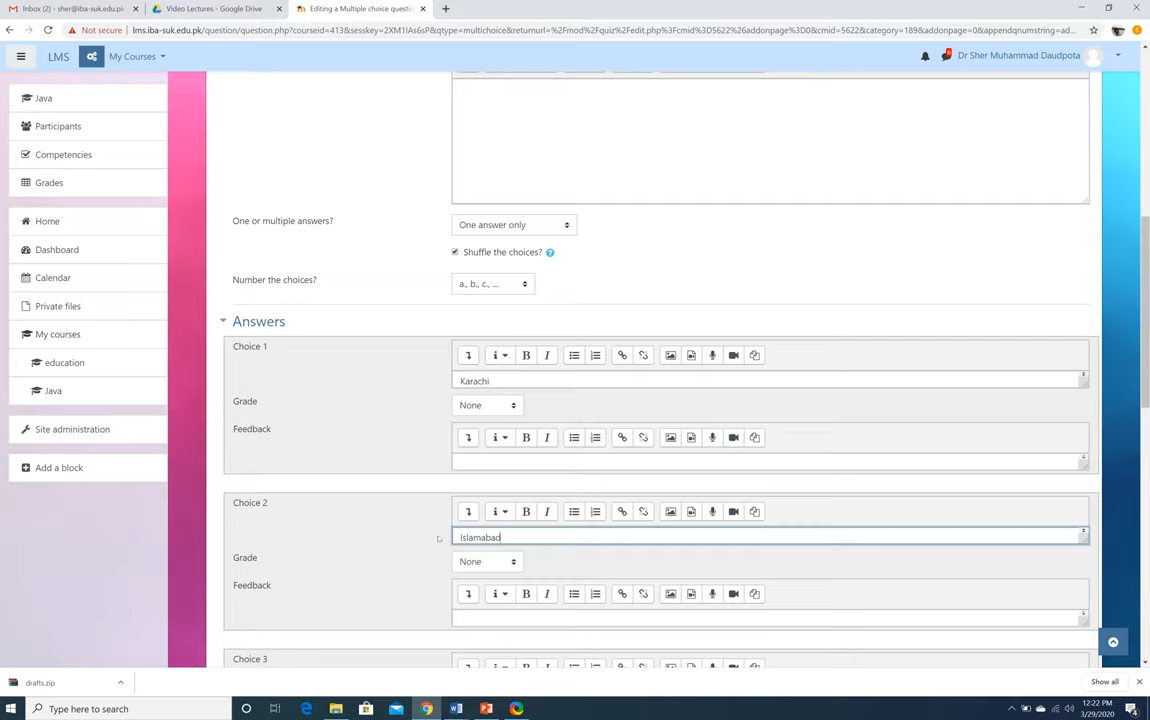 Inbox (2) - sher@iba-suk.edu.pk
Video Lectures - Google Drive
Editing a Multiple choice questi
Not secure
lms.iba-suk.edu.pk/question/question.php?courseid=413&sesskey=2XM1IAs6sP&qtype=multichoice&returnurl=%2Fmod%2Fquiz%2Fedit.php%3Fcmid%3D5622%26addonpage%3D0&cmid=5622&category=189&addonpage=0&appendqnumstring=ad...
LMS
My Courses
Dr Sher Muhammad Daudpota
Java
Participants
Competencies
Grades
Home
Dashboard
Calendar
Private files
My courses
education
Java
Site administration
Add a block
One or multiple answers?
One answer only
Shuffle the choices?
Number the choices?
a., b., c., ...
Answers
Choice 1
Karachi
Grade
None
Feedback
Choice 2
Islamabad
Grade
None
Feedback
Choice 3
drafts.zip
Show all
Type here to search
12:22 PM
3/29/2020